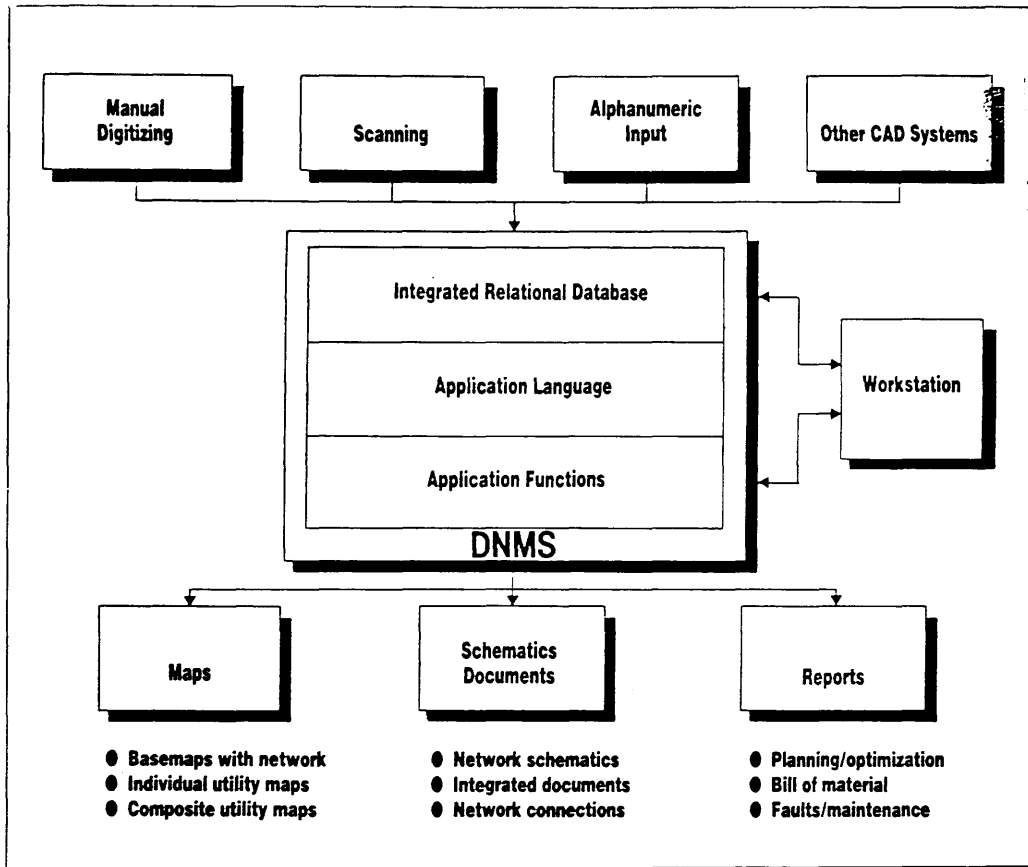 Manual
Digitizing
Scanning
Alphanumeric
Input
Other CAD Systems
Integrated Relational Database
Application Language
Application Functions
DNMS
Workstation
Maps
Schematics
Documents
Reports
● Basemaps with network
● Individual utility maps
● Composite utility maps
● Network schematics
● Integrated documents
● Network connections
● Planning/optimization
● Bill of material
● Faults/maintenance